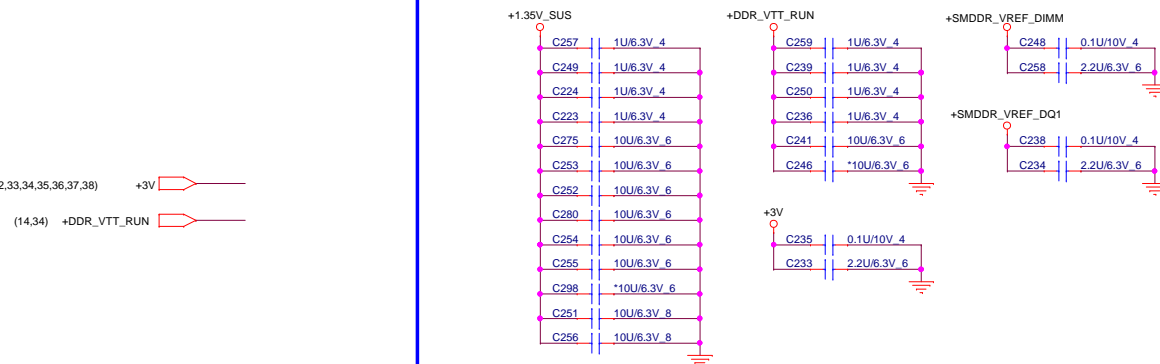 2,33,34,35,36,37,38) +3V
(14,34) +DDR_VTT_RUN
+1.35V_SUS
C257 1U/6.3V_4
C249 1U/6.3V_4
C224 1U/6.3V_4
C223 1U/6.3V_4
C275 10U/6.3V_6
C253 10U/6.3V_6
C252 10U/6.3V_6
C280 10U/6.3V_6
C254 10U/6.3V_6
C255 10U/6.3V_6
C298 *10U/6.3V_6
C251 10U/6.3V_8
C256 10U/6.3V_8
+DDR_VTT_RUN
C259 1U/6.3V_4
C239 1U/6.3V_4
C250 1U/6.3V_4
C236 1U/6.3V_4
C241 10U/6.3V_6
C246 *10U/6.3V_6
+3V
C235 0.1U/10V_4
C233 2.2U/6.3V_6
+SMDDR_VREF_DIMM
C248 0.1U/10V_4
C258 2.2U/6.3V_6
+SMDDR_VREF_DQ1
C238 0.1U/10V_4
C234 2.2U/6.3V_6